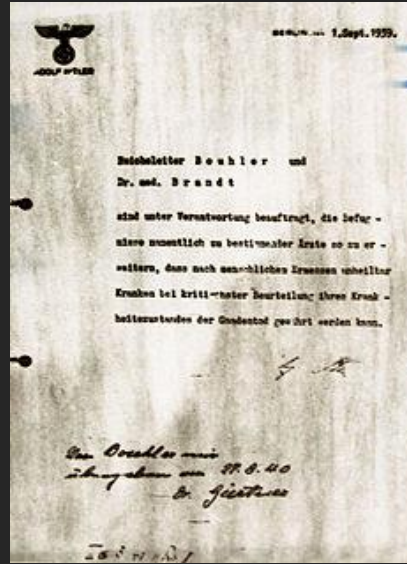 ADOLF HITLER
BERLIN, 1.Sept.1939.
Reichsleiter B o u h l e r und
Dr. med. B r a n d t
sind unter Verantwortung beauftragt, die Befug -
nisse namentlich zu bestimmender Ärzte so zu er -
weitern, dass nach menschlichem Ermessen unheilbar
Kranken bei kritischster Beurteilung ihres Krank -
heitszustandes der Gnadentod gewährt werden kann.
Von Bouhler mir
übergeben am 27.8.40
Dr. Gürtner